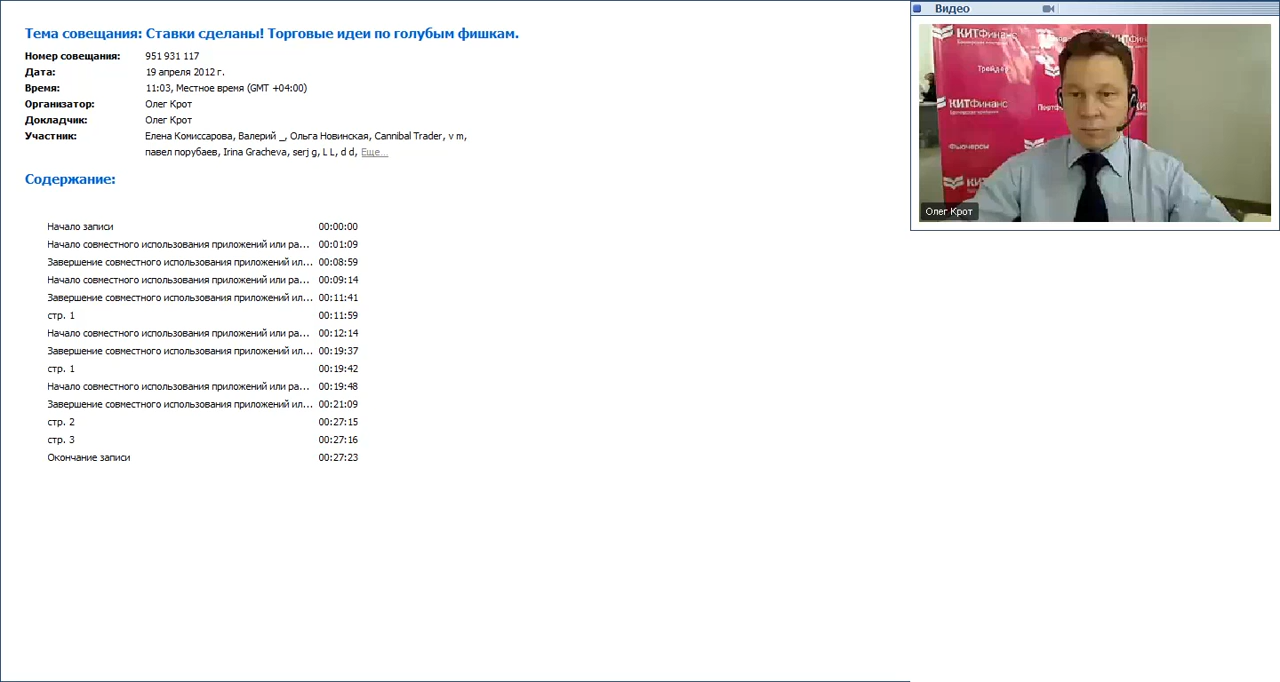 Тема совещания: Ставки сделаны! Торговые идеи по голубым фишкам.
Номер совещания: 951 931 117
Дата: 19 апреля 2012 г.
Время: 11:03, Местное время (GMT +04:00)
Организатор: Олег Крот
Докладчик: Олег Крот
Участник: Елена Комиссарова, Валерий _, Ольга Новинская, Cannibal Trader, v m,
павел порубаев, Irina Gracheva, serj g, L L, d d, Еще...
Содержание:
Начало записи 00:00:00
Начало совместного использования приложений или ра... 00:01:09
Завершение совместного использования приложений ил... 00:08:59
Начало совместного использования приложений или ра... 00:09:14
Завершение совместного использования приложений ил... 00:11:41
стр. 1 00:11:59
Начало совместного использования приложений или ра... 00:12:14
Завершение совместного использования приложений ил... 00:19:37
стр. 1 00:19:42
Начало совместного использования приложений или ра... 00:19:48
Завершение совместного использования приложений ил... 00:21:09
стр. 2 00:27:15
стр. 3 00:27:16
Окончание записи 00:27:23
Видео
КИТФинанс
Трейдер
КИТФинанс
Фьючерсы
КИТ
Олег Крот